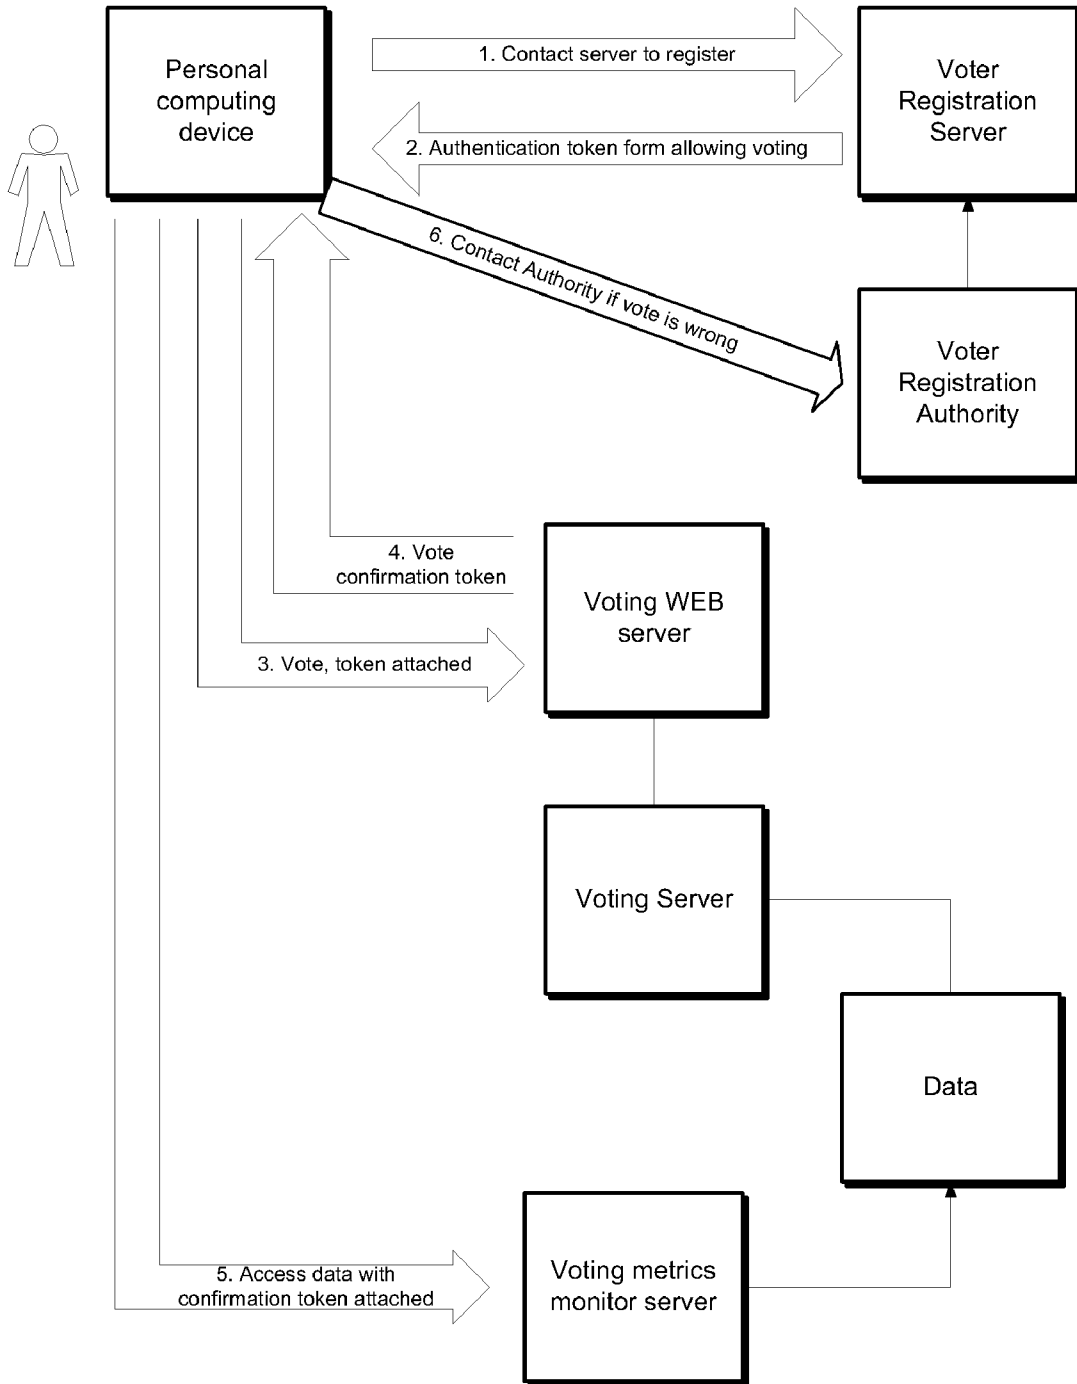 Personal
computing
device
1. Contact server to register
Voter
Registration
Server
2. Authentication token form allowing voting
6. Contact Authority if vote is wrong
Voter
Registration
Authority
4. Vote
confirmation token
Voting WEB
server
3. Vote, token attached
Voting Server
Data
5. Access data with
confirmation token attached
Voting metrics
monitor server